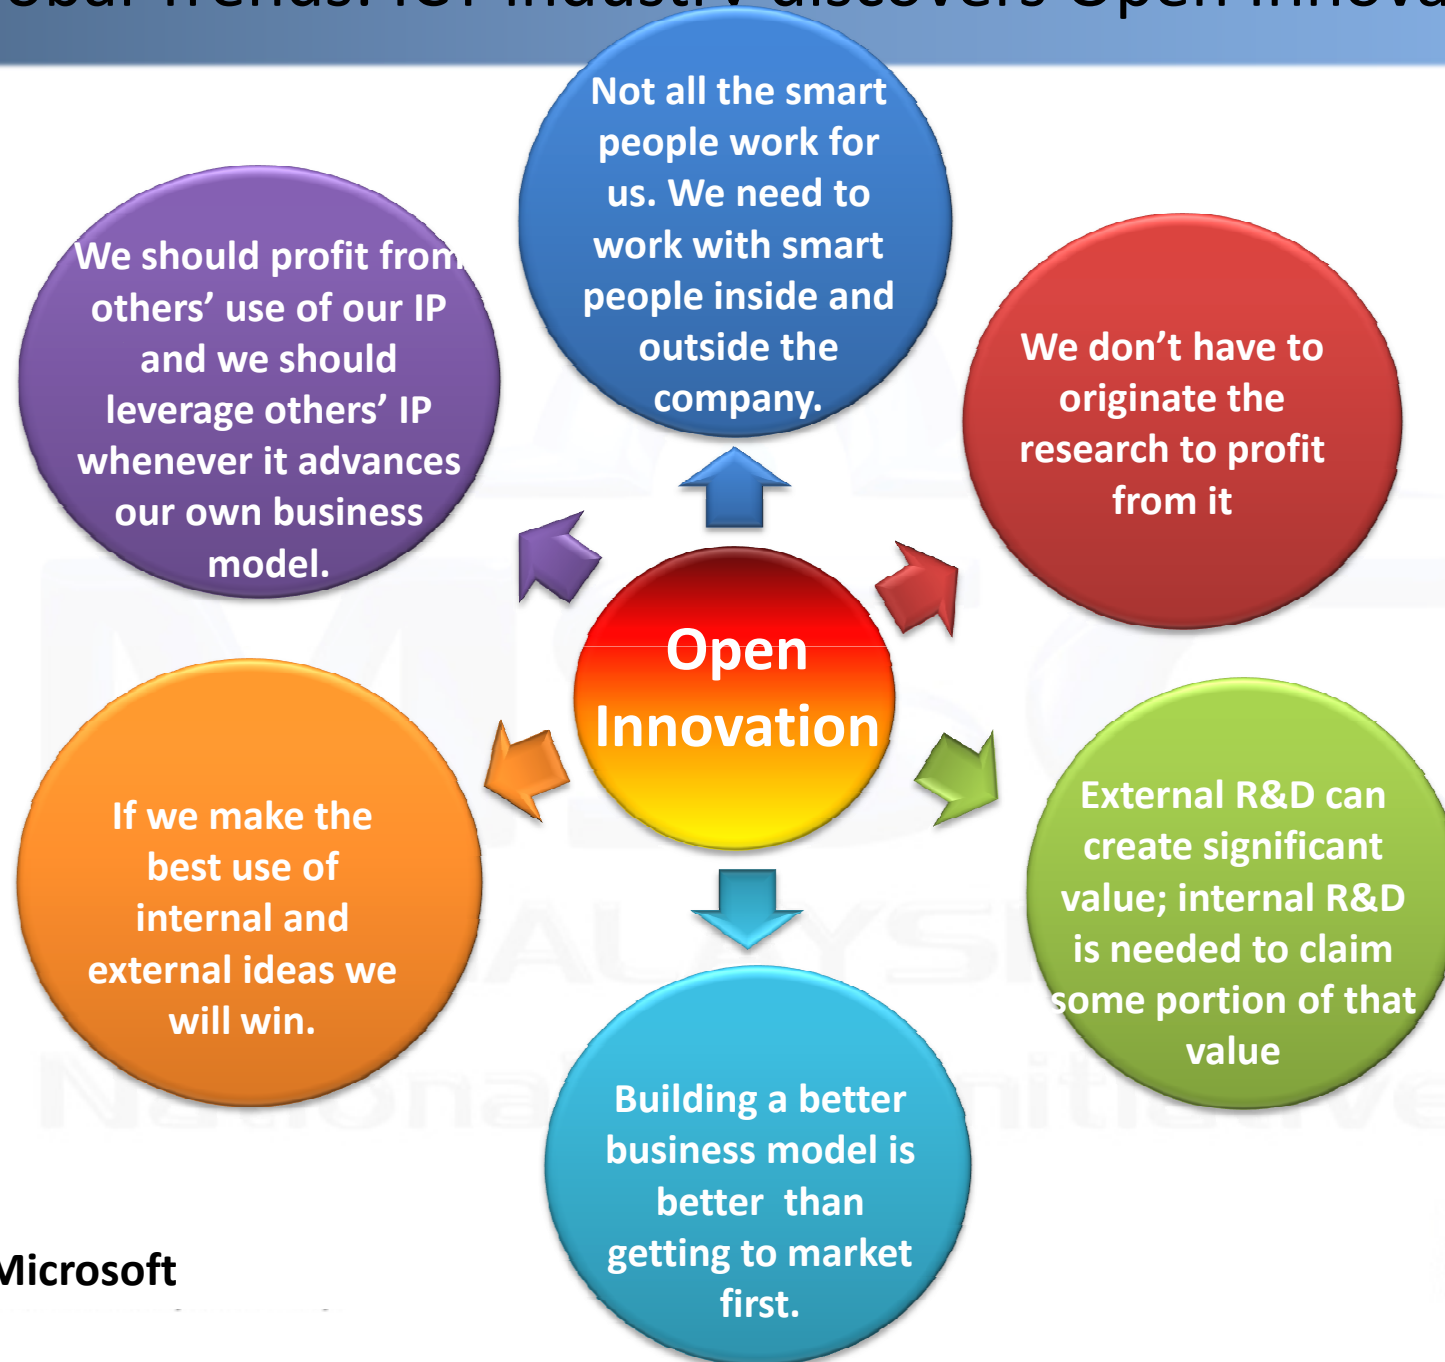 Trends: ICT industry discovers Open
Not all the smart
people work for
us. We need to
work with smart
people inside and
outside the
company.
We don’t have to
originate the
research to profit
from it
External R&D can
create significant
value; internal R&D
is needed to claim
some portion of that
value
Building a better
business model is
better than
getting to market
first.
If we make the
best use of
internal and
external ideas we
will win.
We should profit from
others’ use of our IP
and we should
leverage others’ IP
whenever it advances
our own business
model.
Open
Innovation
Microsoft